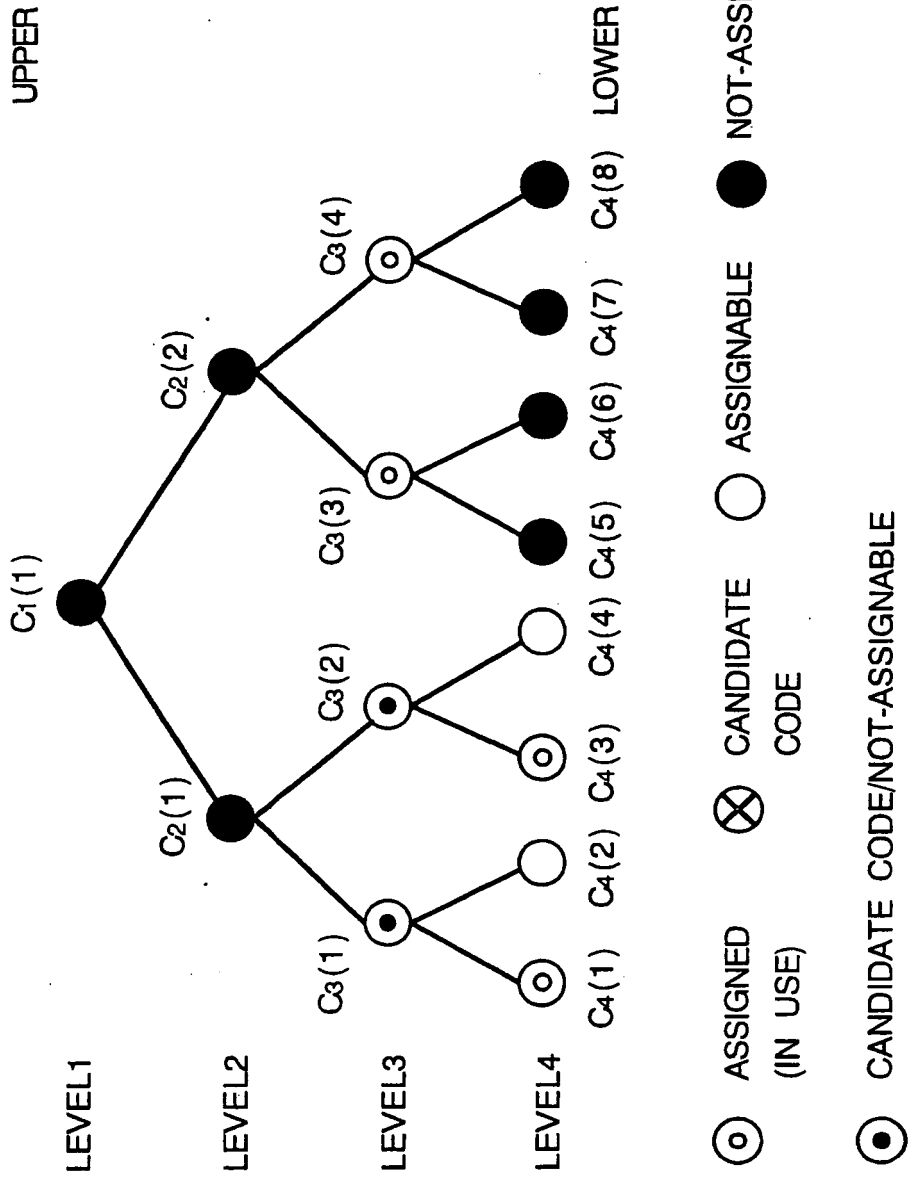 UPPER
C1(1)
LEVEL1
C2(1) C2(2)
LEVEL2
C3(1) C3(2) C3(3) C3(4)
LEVEL3
LEVEL4
C4(1) C4(2) C4(3) C4(4) C4(5) C4(6) C4(7) C4(8) LOWER
ASSIGNED
(IN USE)
CANDIDATE
CODE
ASSIGNABLE
NOT-ASS
CANDIDATE CODE/NOT-ASSIGNABLE